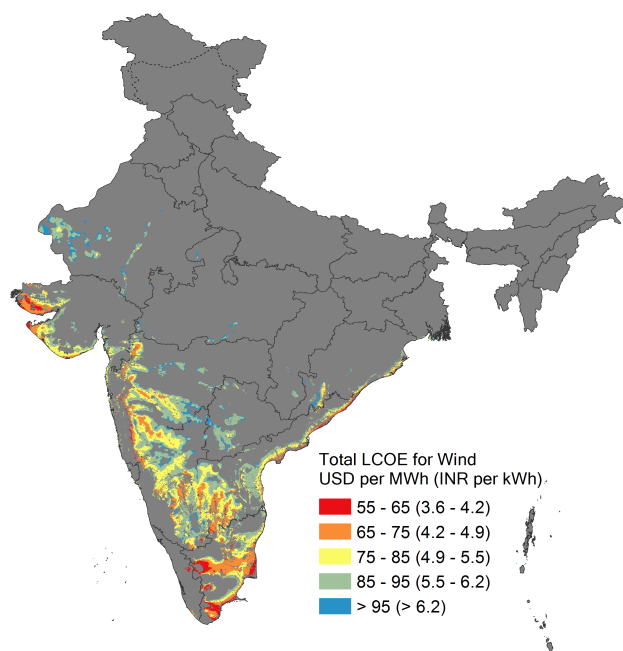 Total LCOE for Wind
USD per MWh (INR per kWh)
55 - 65 (3.6 - 4.2)
65 - 75 (4.2 - 4.9)
75 - 85 (4.9 - 5.5)
85 - 95 (5.5 - 6.2)
> 95 (> 6.2)